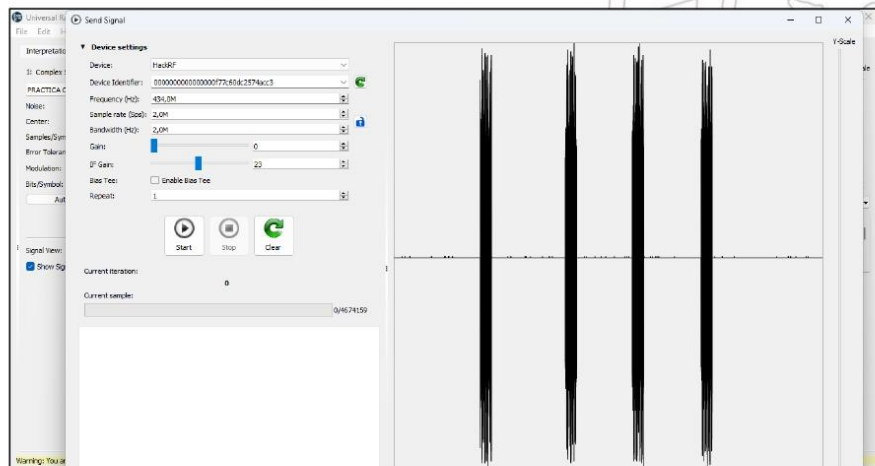 Universal Ra
Send Signal
File Edit H
Y-Scale
Interpretatio
Device settings
Device: HackRF
1: Complex S
Device Identifier: 0000000000000000f77c60dc2574acc3
PRACTICA C
Frequency (Hz): 434,0M
Noise:
Sample rate (Sps): 2,0M
Center:
Bandwidth (Hz): 2,0M
Samples/Sym
Gain: 0
Error Toleran
IF Gain: 23
Modulation:
Bias Tee: Enable Bias Tee
Bits/Symbol:
Repeat: 1
Aut
Start Stop Clear
Signal View:
Show Sig
Current iteration:
0
Current sample:
0/4674159
Warning: You ar